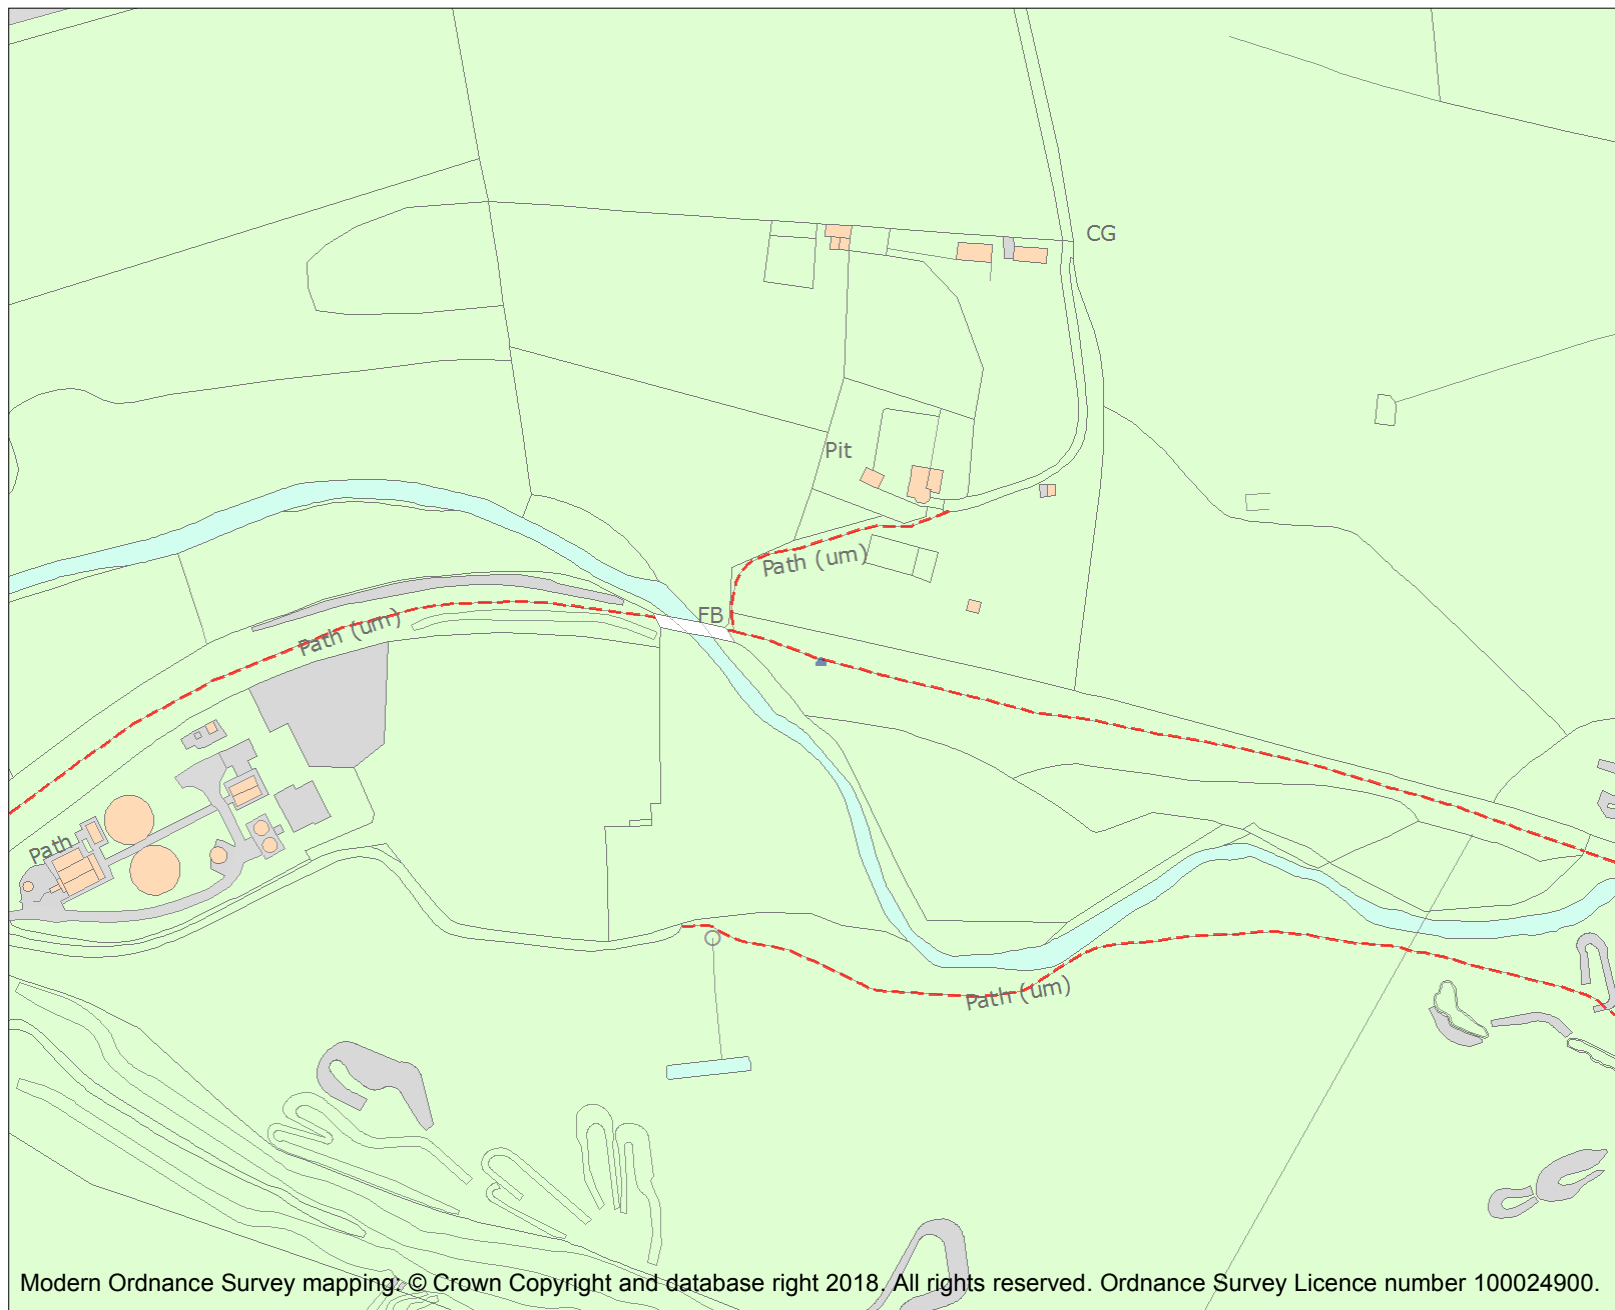 CG
Pit
Path (um)
FB
Path (um)
Path
Path (um)
Modern Ordnance Survey mapping: © Crown Copyright and database right 2018. All rights reserved. Ordnance Survey Licence number 100024900.